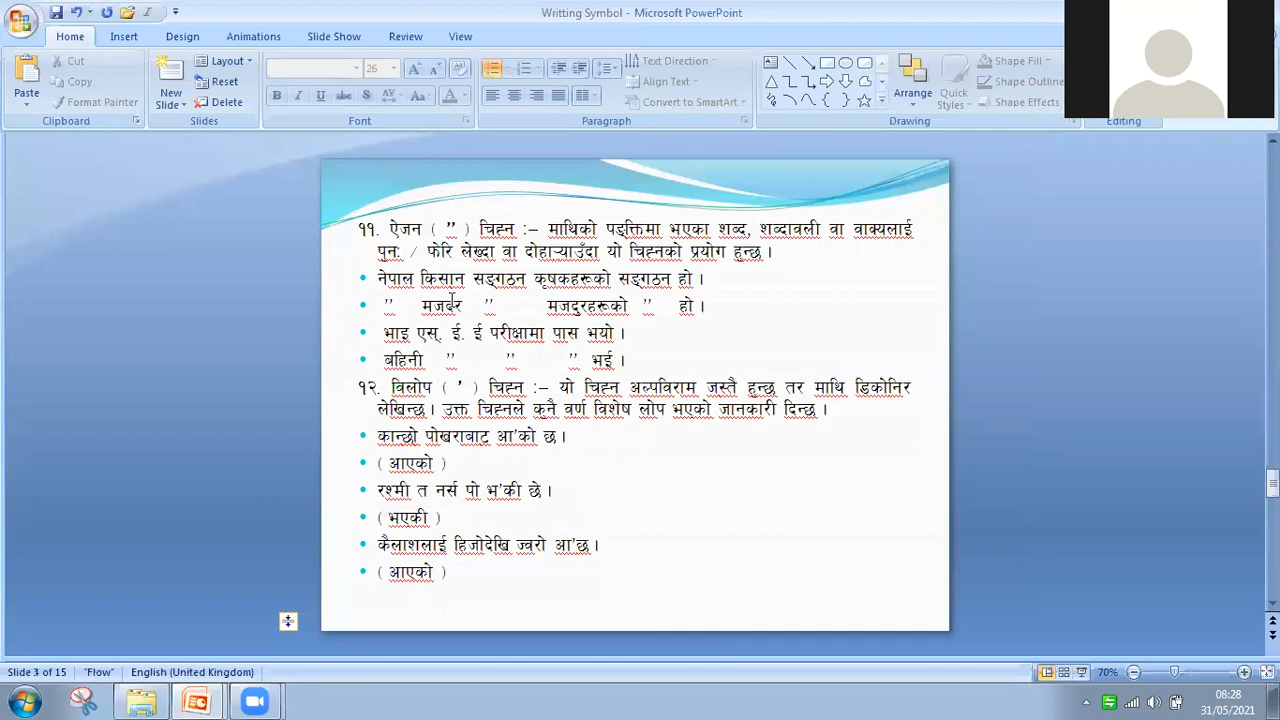 Writting Symbol - Microsoft PowerPoint
Home Insert Design Animations Slide Show Review View
Cut
Copy
Format Painter
Paste
Clipboard
New Slide
Layout
Reset
Delete
Slides
26
Font
Text Direction
Align Text
Convert to SmartArt
Paragraph
Arrange
Quick Styles
Shape Fill
Shape Outline
Shape Effects
Drawing
Editing
११. ऐजन ( ” ) चिह्न :– माथिको पङ्क्तिमा भएका शब्द, शब्दावली वा वाक्यलाई
पुनः / फेरि लेख्दा वा दोहाऱ्याउँदा यो चिह्नको प्रयोग हुन्छ ।
• नेपाल किसान सङ्गठन कृषकहरूको सङ्गठन हो ।
• ” मजदुर ” मजदुरहरूको ” हो ।
• भाइ एस्. ई. ई परीक्षामा पास भयो ।
• बहिनी ” ” ” भई ।
१२. विलोप ( ’ ) चिह्न :– यो चिह्न अल्पविराम जस्तै हुन्छ तर माथि डिकोनिर
लेखिन्छ । उक्त चिह्नले कुनै वर्ण विशेष लोप भएको जानकारी दिन्छ ।
• कान्छो पोखराबाट आ’को छ ।
• ( आएको )
• रश्मी त नर्स पो भ’की छे ।
• ( भएकी )
• कैलाशलाई हिजोदेखि ज्वरो आ’छ ।
• ( आएको )
Slide 3 of 15 "Flow" English (United Kingdom) 70%
08:28
31/05/2021